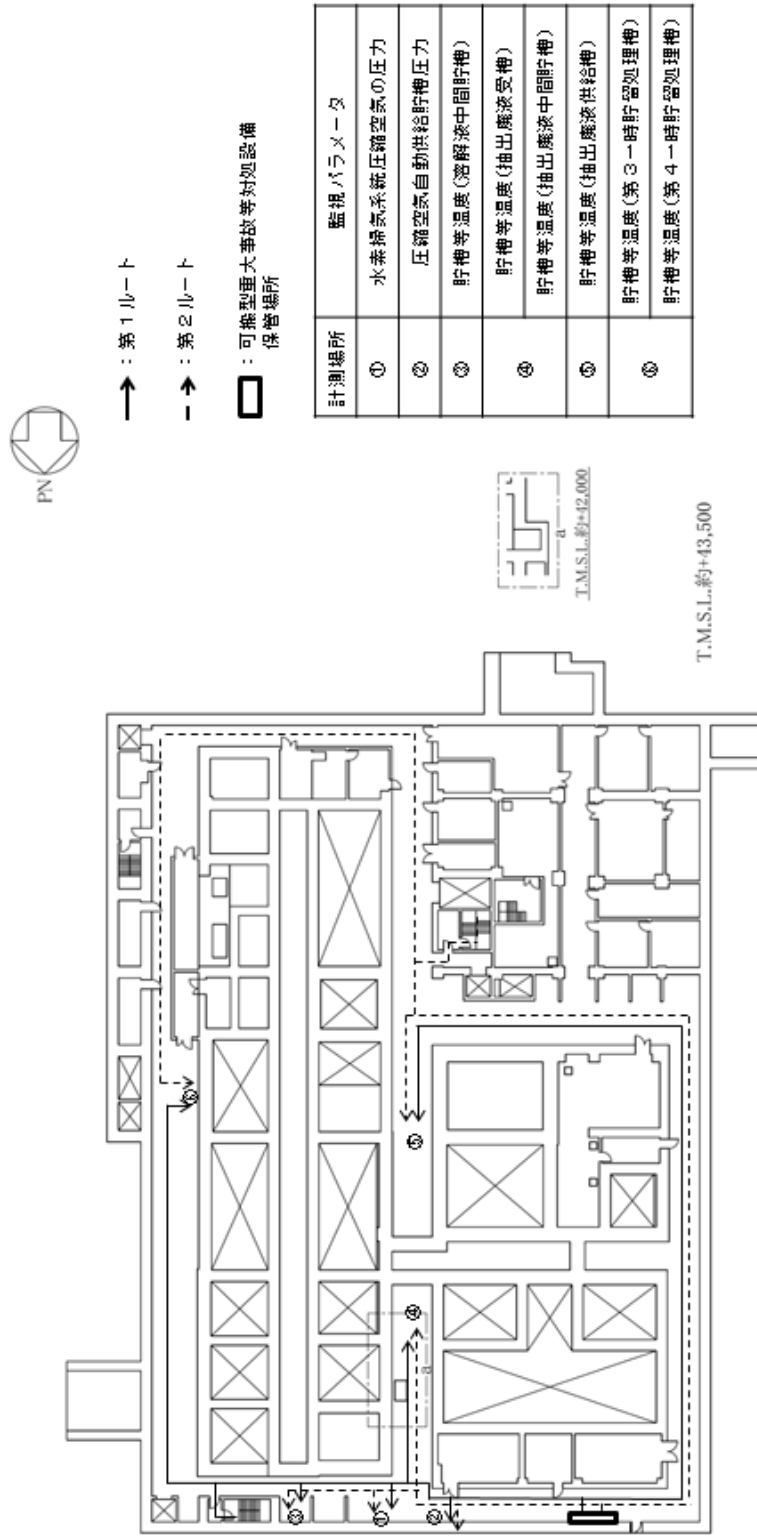 PN
：第１ルート
：第２ルート
：可搬型重大事故等対処設備
保管場所
計測場所 監視パラメータ
① 水素掃気系統圧縮空気の圧力
② 圧縮空気自動供給貯槽圧力
③ 貯槽等温度(溶解液中間貯槽)
④ 貯槽等温度(抽出廃液受槽)
貯槽等温度(抽出廃液中間貯槽)
⑤ 貯槽等温度(抽出廃液供給槽)
⑥ 貯槽等温度(第３一時貯留処理槽)
貯槽等温度(第４一時貯留処理槽)
a
T.M.S.L.約+42,000
T.M.S.L.約+43,500
⑥
⑤
④
a
③
①
②